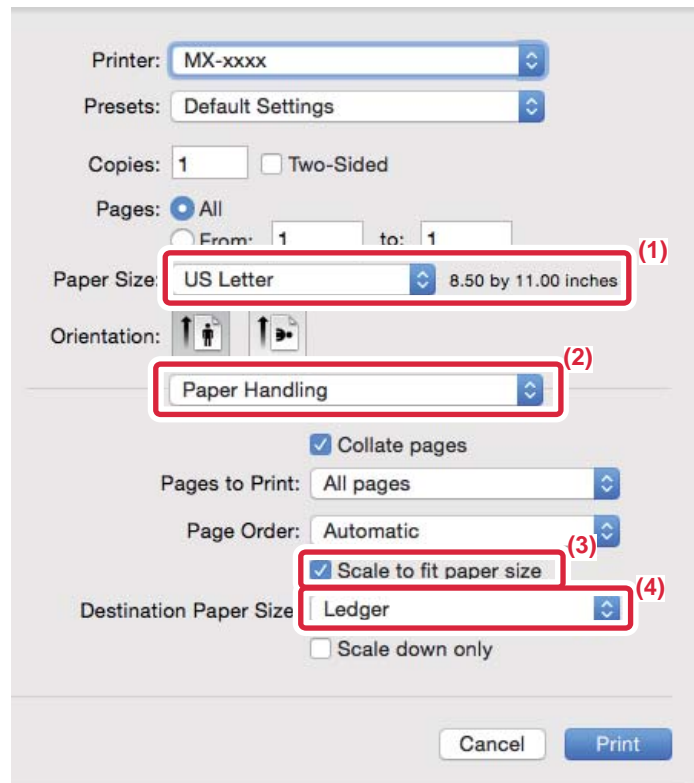 Printer: MX-xxxx
Presets: Default Settings
Copies: 1 Two-Sided
Pages: All
From: 1 to: 1
(1)
Paper Size: US Letter 8.50 by 11.00 inches
Orientation:
(2)
Paper Handling
Collate pages
Pages to Print: All pages
Page Order: Automatic
(3)
Scale to fit paper size
(4)
Destination Paper Size Ledger
Scale down only
Cancel Print